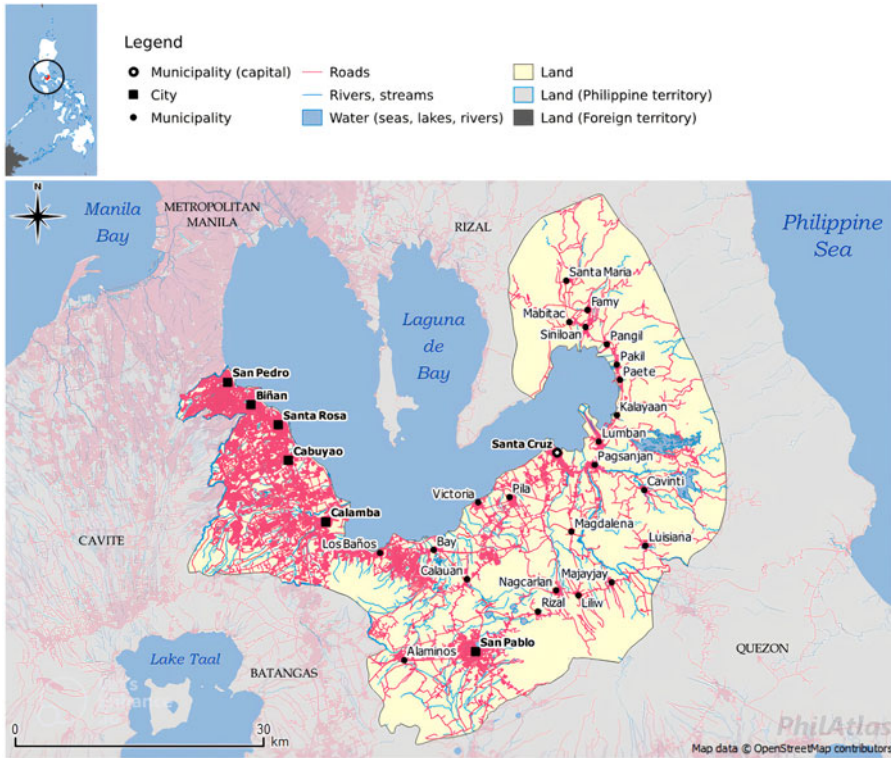 Legend
Municipality (capital)
City
Municipality
Roads
Rivers, streams
Water (seas, lakes, rivers)
Land
Land (Philippine territory)
Land (Foreign territory)
N
Manila
Bay
METROPOLITAN
MANILA
RIZAL
Philippine
Sea
Laguna
de
Bay
Santa Maria
Famy
Mabitac
Siniloan
Pangil
Pakil
Paete
Kalayaan
San Pedro
Biñan
Santa Rosa
Cabuyao
Calamba
Santa Cruz
Lumban
Pagsanjan
Cavinti
Victoria
Pila
Magdalena
Luisiana
CAVITE
Los Baños
Bay
Calauan
Nagcarlan
Majayjay
Rizal
Liliw
San Pablo
Alaminos
QUEZON
Lake Taal
BATANGAS
0
30
km
PhilAtlas
Map data © OpenStreetMap contributors